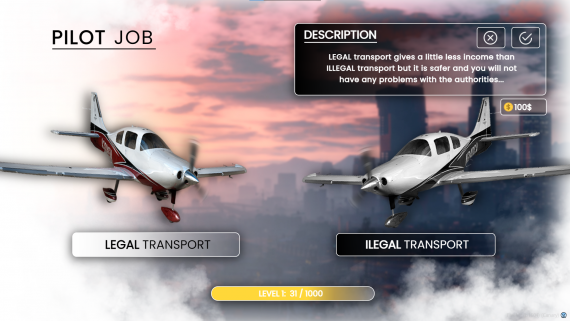 PILOT JOB
DESCRIPTION
LEGAL transport gives a little less income than
ILLEGAL transport but it is safer and you will not
have any problems with the authorities...
$ 100$
LEGAL TRANSPORT
ILEGAL TRANSPORT
LEVEL 1: 31 / 1000